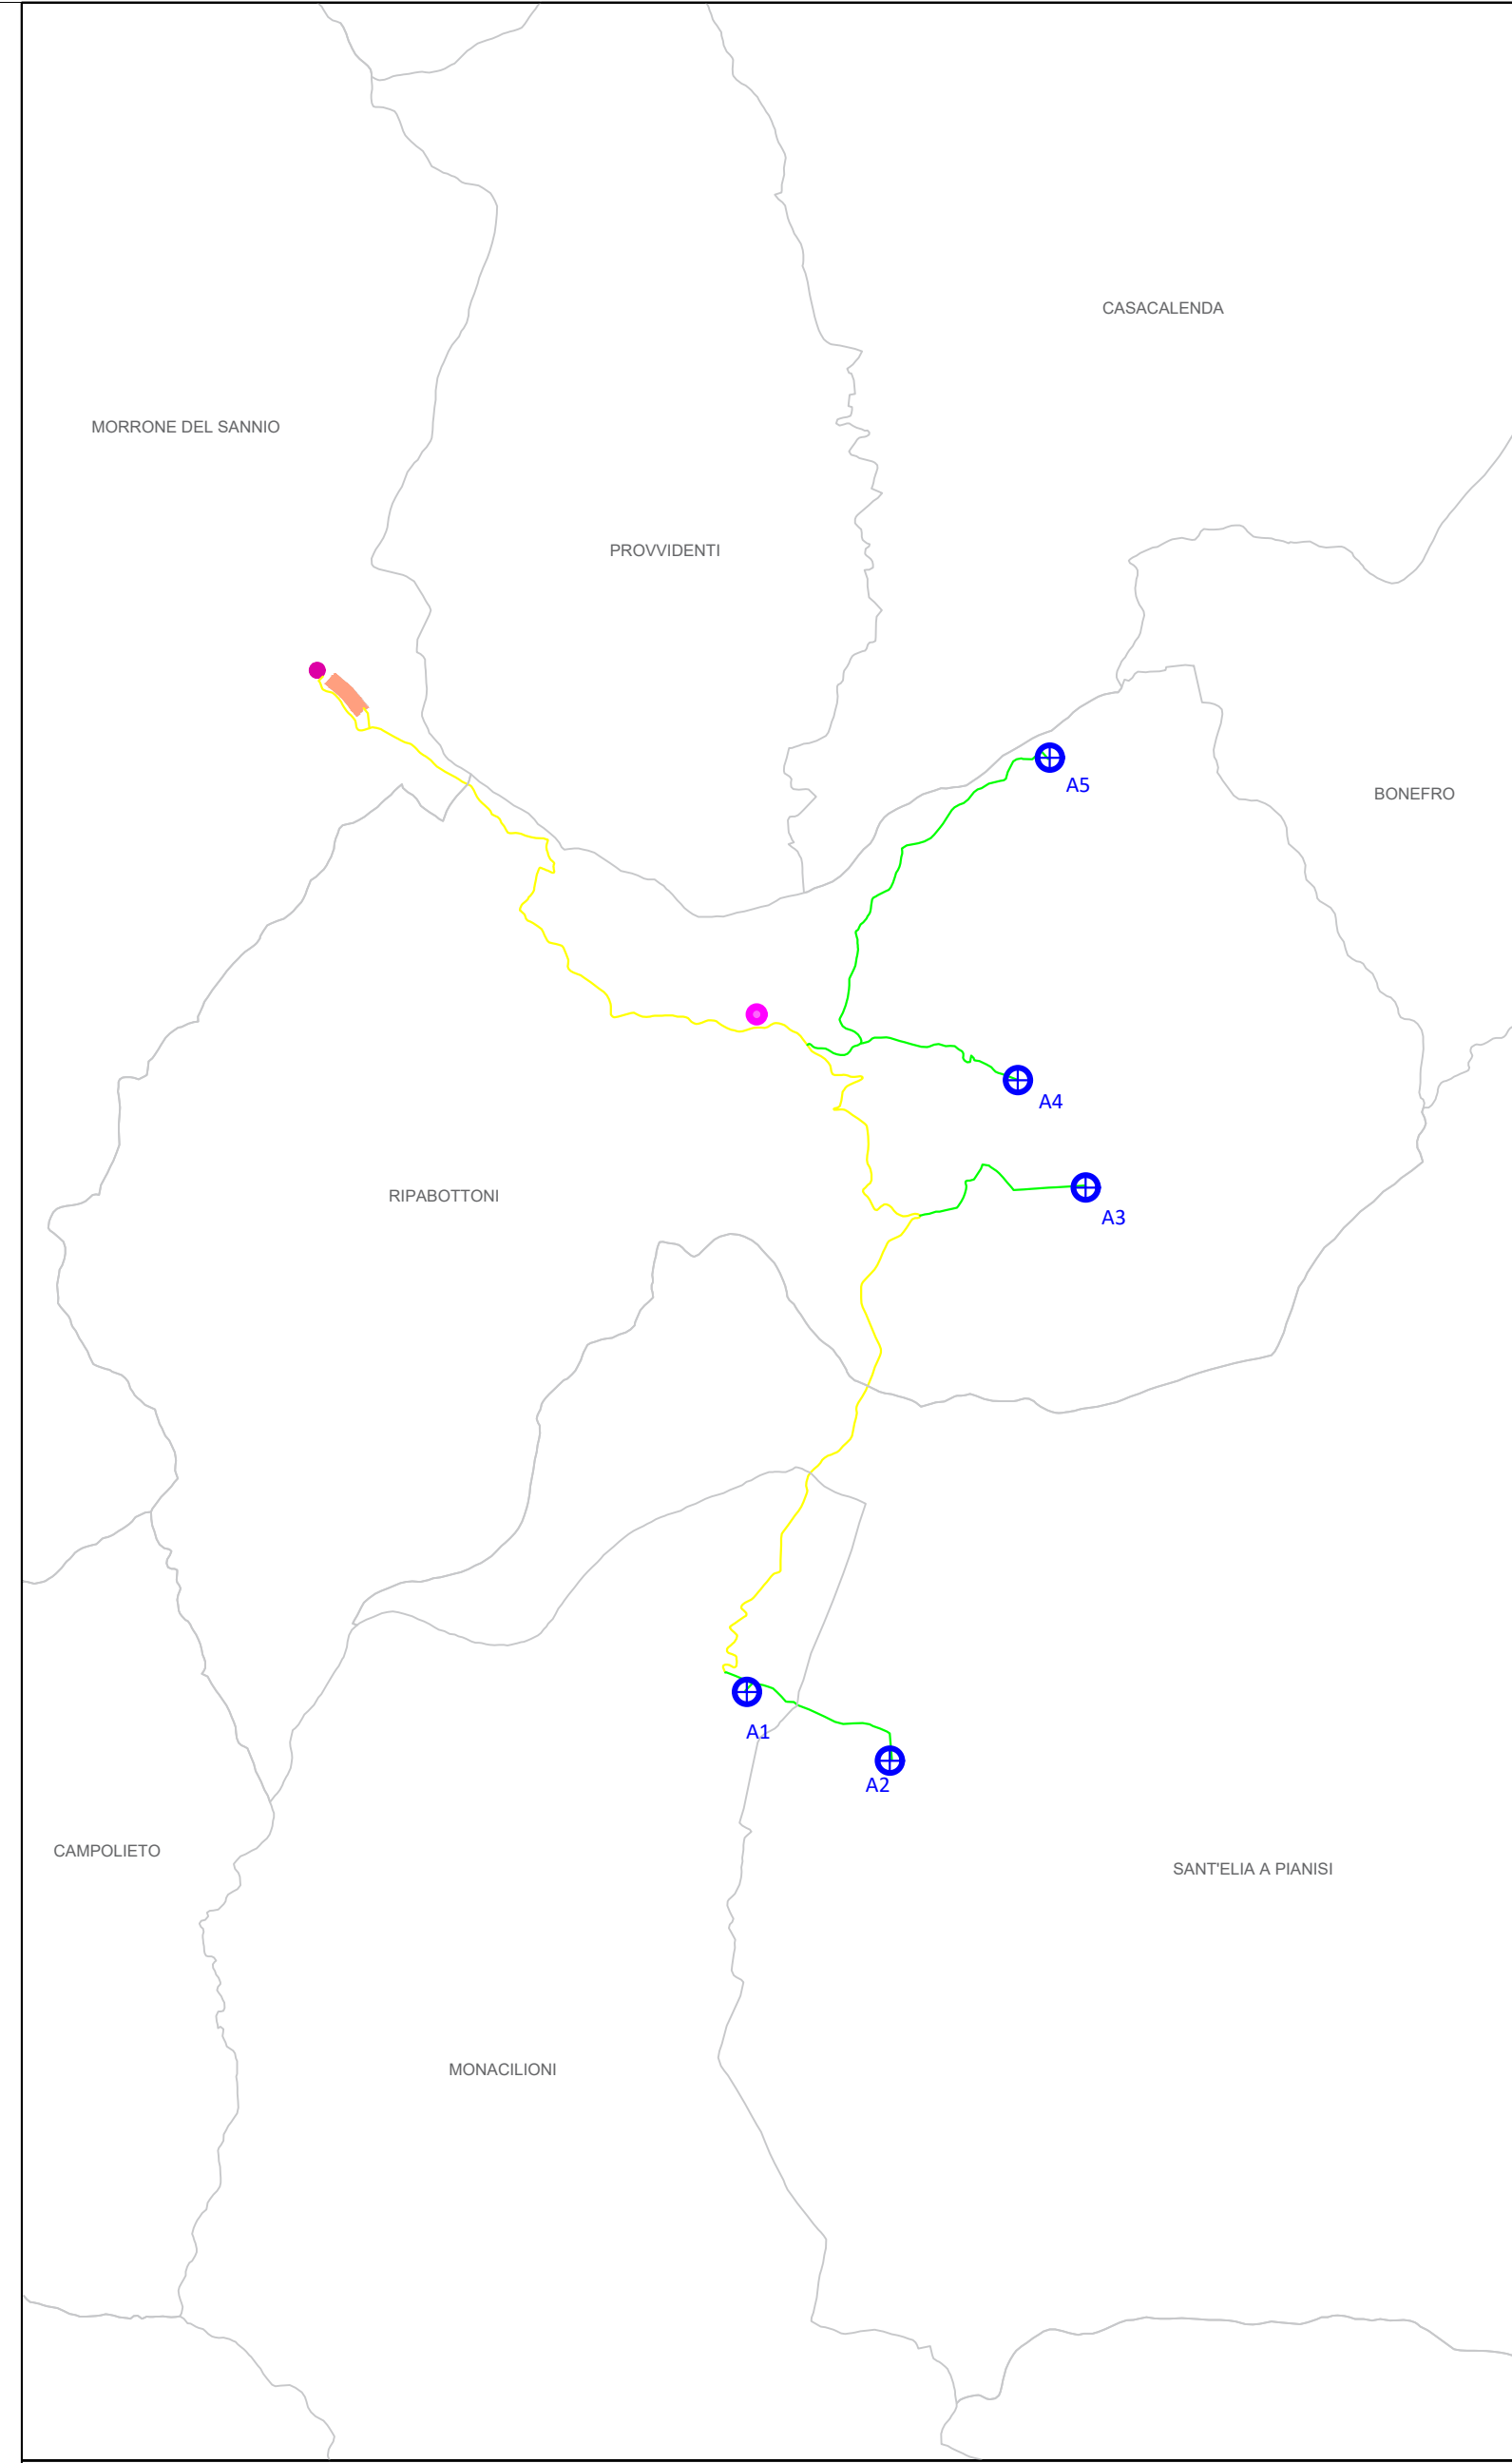 CASACALENDA
MORRONE DEL SANNIO
PROVVIDENTI
A5
BONEFRO
A4
RIPABOTTONI
A3
A1
A2
CAMPOLIETO
SANT'ELIA A PIANISI
MONACILIONI